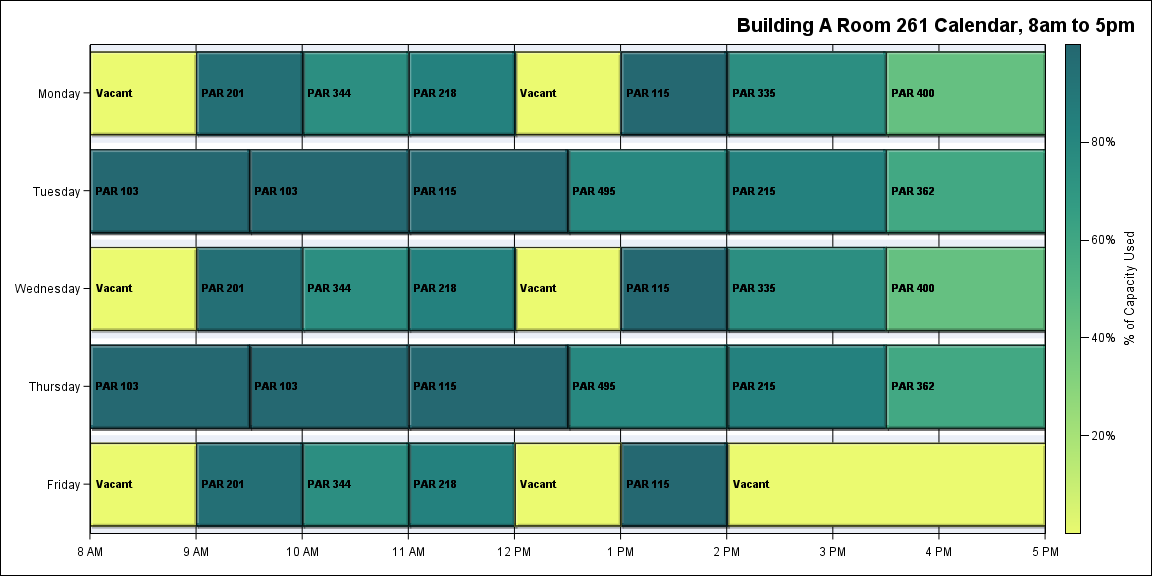 Building A Room 261 Calendar, 8am to 5pm
Monday
Vacant
PAR 201
PAR 344
PAR 218
Vacant
PAR 115
PAR 335
PAR 400
Tuesday
PAR 103
PAR 103
PAR 115
PAR 495
PAR 215
PAR 362
Wednesday
Vacant
PAR 201
PAR 344
PAR 218
Vacant
PAR 115
PAR 335
PAR 400
Thursday
PAR 103
PAR 103
PAR 115
PAR 495
PAR 215
PAR 362
Friday
Vacant
PAR 201
PAR 344
PAR 218
Vacant
PAR 115
Vacant
8 AM
9 AM
10 AM
11 AM
12 PM
1 PM
2 PM
3 PM
4 PM
5 PM
80%
60%
40%
20%
% of Capacity Used